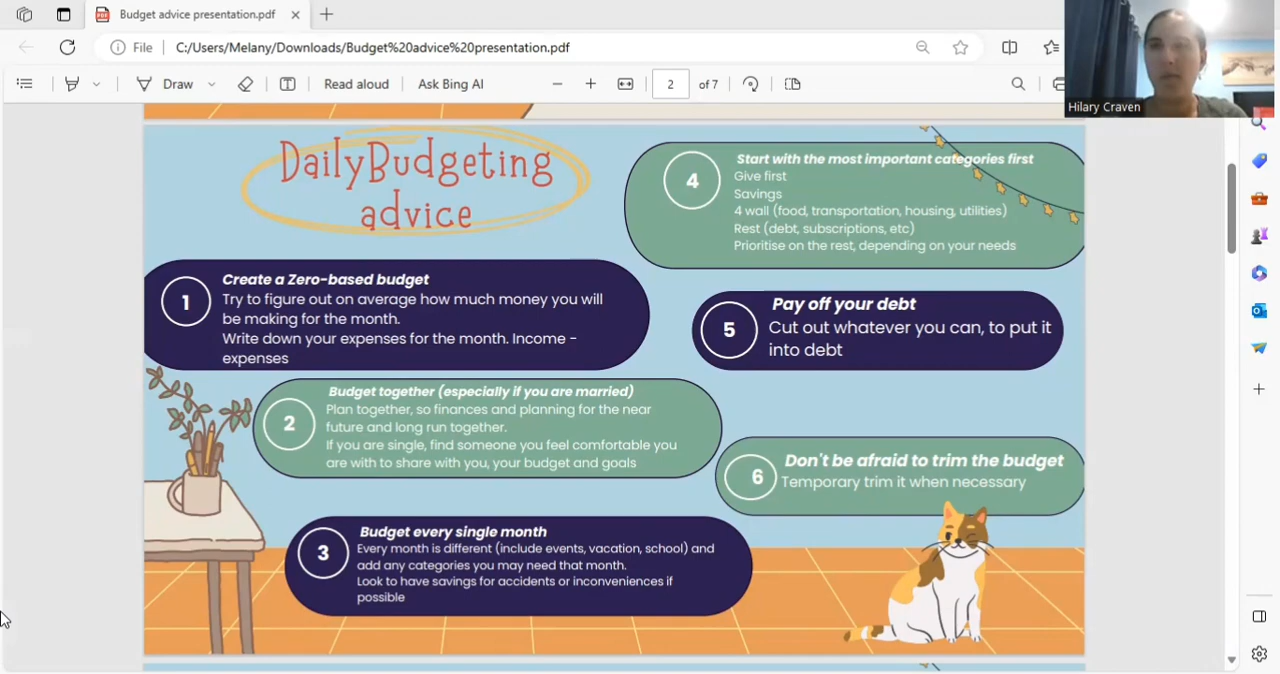 Budget advice presentation.pdf
File
C:/Users/Melany/Downloads/Budget%20advice%20presentation.pdf
Draw
Read aloud
Ask Bing AI
2
of 7
Hilary Craven
DailyBudgeting
advice
1
Create a Zero-based budget
Try to figure out on average how much money you will
be making for the month.
Write down your expenses for the month. Income -
expenses
2
Budget together (especially if you are married)
Plan together, so finances and planning for the near
future and long run together.
If you are single, find someone you feel comfortable you
are with to share with you, your budget and goals
3
Budget every single month
Every month is different (include events, vacation, school) and
add any categories you may need that month.
Look to have savings for accidents or inconveniences if
possible
4
Start with the most important categories first
Give first
Savings
4 wall (food, transportation, housing, utilities)
Rest (debt, subscriptions, etc)
Prioritise on the rest, depending on your needs
5
Pay off your debt
Cut out whatever you can, to put it
into debt
6
Don't be afraid to trim the budget
Temporary trim it when necessary